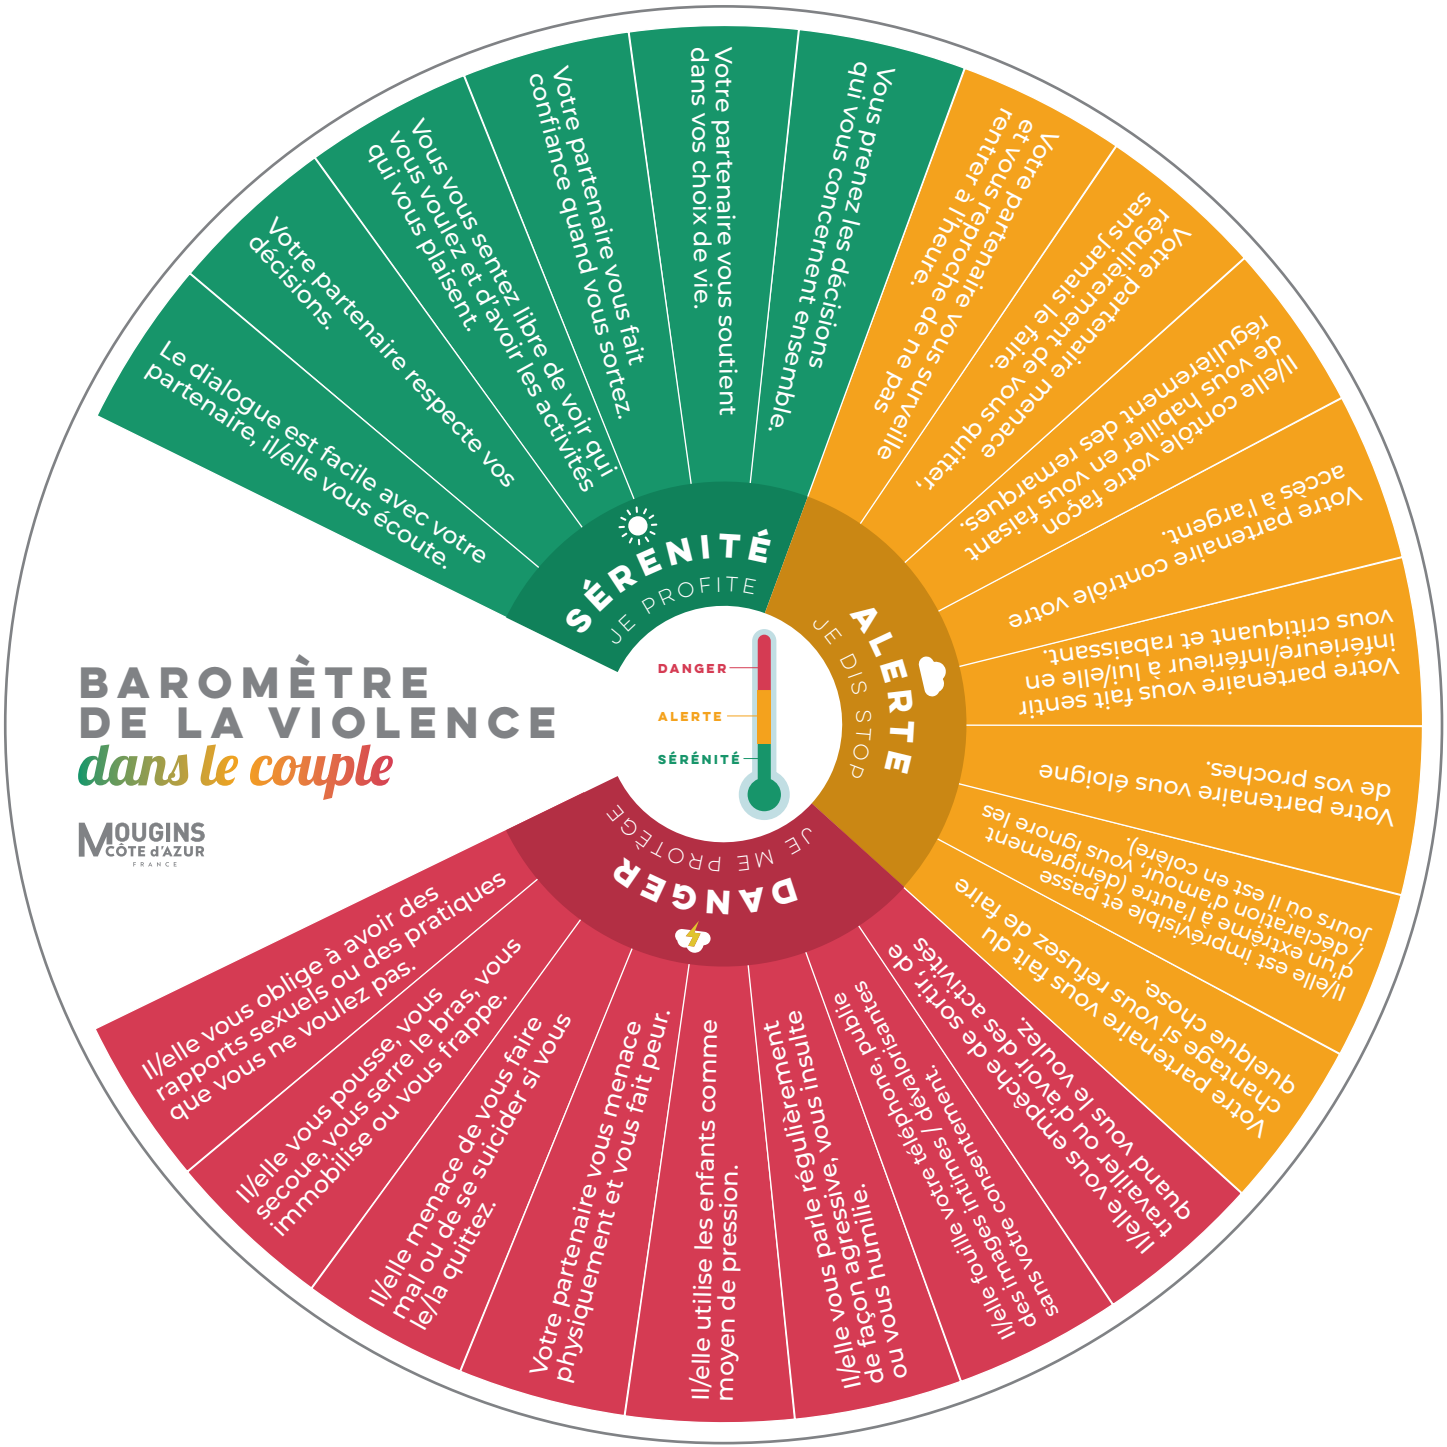 BAROMÈTRE
DE LA VIOLENCE
dans le couple
MOUGINS
CÔTE d'AZUR
FRANCE
DANGER
ALERTE
SÉRÉNITÉ
SÉRÉNITÉ
JE PROFITE
Le dialogue est facile avec votre
partenaire, il/elle vous écoute.
Votre partenaire respecte vos
décisions.
Vous vous sentez libre de voir qui
vous voulez et d'avoir les activités
qui vous plaisent.
Votre partenaire vous fait
confiance quand vous sortez.
Votre partenaire vous soutient
dans vos choix de vie.
Vous prenez les décisions
qui vous concernent ensemble.
ALERTE
JE DIS STOP
Votre partenaire vous surveille
et vous reproche de ne pas
rentrer à l'heure.
Votre partenaire menace
régulièrement de vous quitter,
sans jamais le faire.
Il/elle contrôle votre façon
de vous habiller en vous faisant
régulièrement des remarques.
Votre partenaire contrôle votre
accès à l'argent.
Votre partenaire vous fait sentir
inférieure/inférieur à lui/elle en
vous critiquant et rabaissant.
Votre partenaire vous éloigne
de vos proches.
Il/elle est imprévisible et passe
d'un extrême à l'autre (dénigrement
/ déclaration d'amour, vous ignore les
jours où il est en colère).
Votre partenaire vous fait du
chantage si vous refusez de faire
quelque chose.
DANGER
JE ME PROTÈGE
Il/elle vous empêche de sortir, de
travailler ou d'avoir des activités
quand vous le voulez.
Il/elle fouille votre téléphone, publie
des images intimes / dévalorisantes
sans votre consentement.
Il/elle vous parle régulièrement
de façon agressive, vous insulte
ou vous humilie.
Il/elle utilise les enfants comme
moyen de pression.
Votre partenaire vous menace
physiquement et vous fait peur.
Il/elle menace de vous faire
mal ou de se suicider si vous
le/la quittez.
Il/elle vous pousse, vous
secoue, vous serre le bras, vous
immobilise ou vous frappe.
Il/elle vous oblige à avoir des
rapports sexuels ou des pratiques
que vous ne voulez pas.